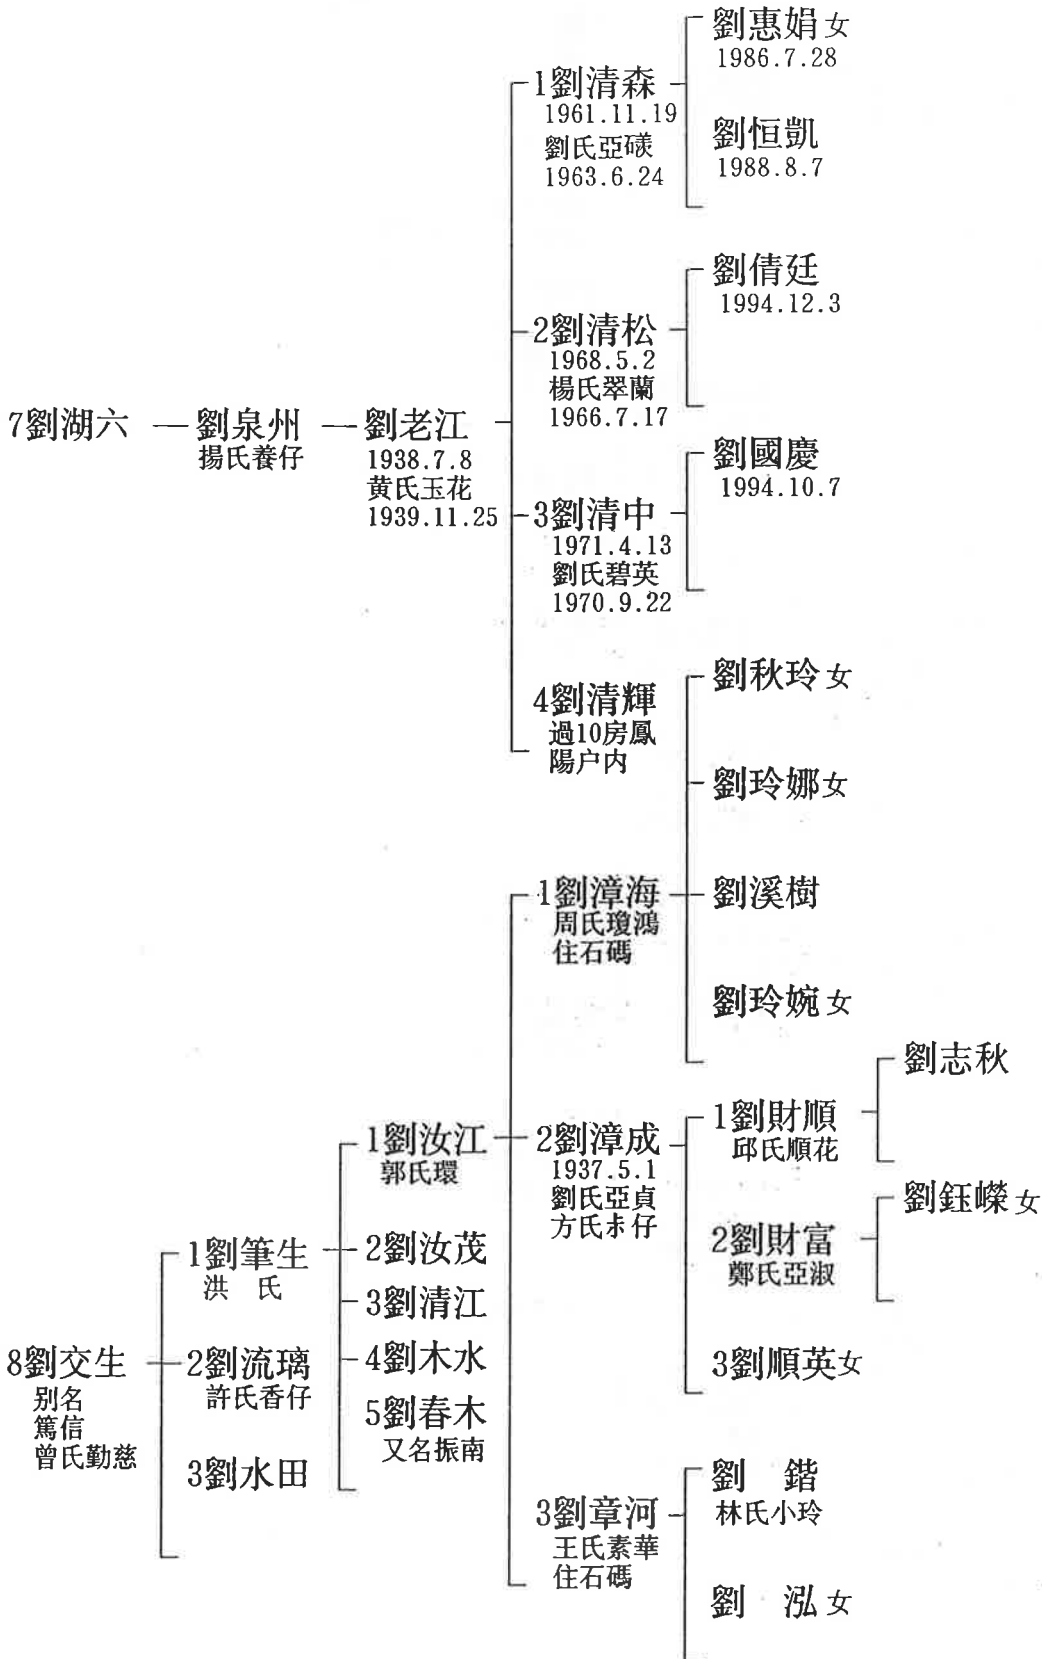 7劉湖六
劉泉州
揚氏養仔
劉老江
1938.7.8
黄氏玉花
1939.11.25
1劉清森
1961.11.19
劉氏亞
1963.6.24
劉惠娟女
1986.7.28
劉恒凱
1988.8.7
2劉清松
1968.5.2
楊氏翠蘭
1966.7.17
劉倩廷
1994.12.3
3劉清中
1971.4.13
劉氏碧英
1970.9.22
劉國慶
1994.10.7
4劉清輝
過10房鳳
陽户内
8劉交生
别名
篤信
曾氏勤慈
1劉筆生
洪　氏
2劉流璃
許氏香仔
3劉水田
1劉汝江
郭氏環
2劉汝茂
3劉清江
4劉木水
5劉春木
又名振南
1劉漳海
周氏瓊鴻
住石碼
劉秋玲女
劉玲娜女
劉溪樹
劉玲婉女
2劉漳成
1937.5.1
劉氏亞貞
方氏仔
1劉財順
邱氏順花
劉志秋
2劉財富
鄭氏亞淑
劉鈺嶸女
3劉順英女
3劉章河
王氏素華
住石碼
劉　鍇
林氏小玲
劉　泓女